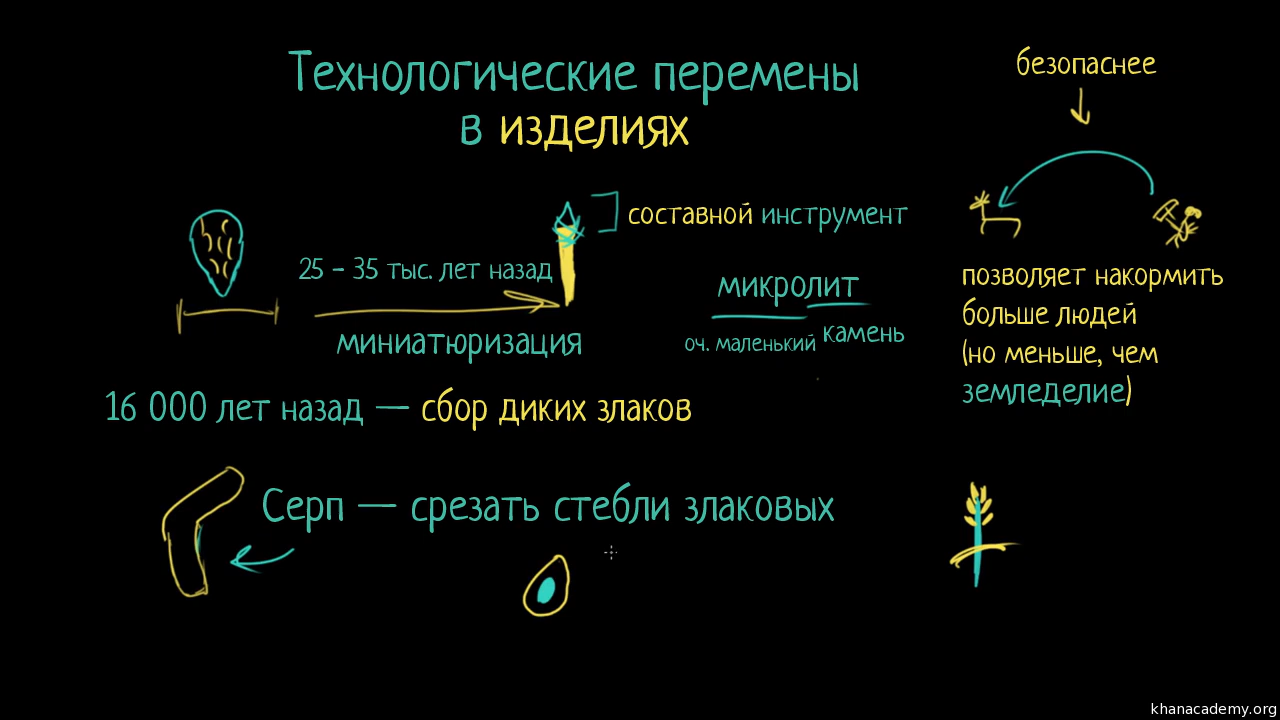 Технологические перемены
в изделиях
безопаснее
составной инструмент
25 - 35 тыс. лет назад
миниатюризация
микролит
оч. маленький камень
позволяет накормить
больше людей
(но меньше, чем
земледелие)
16 000 лет назад — сбор диких злаков
Серп — срезать стебли злаковых
khanacademy.org